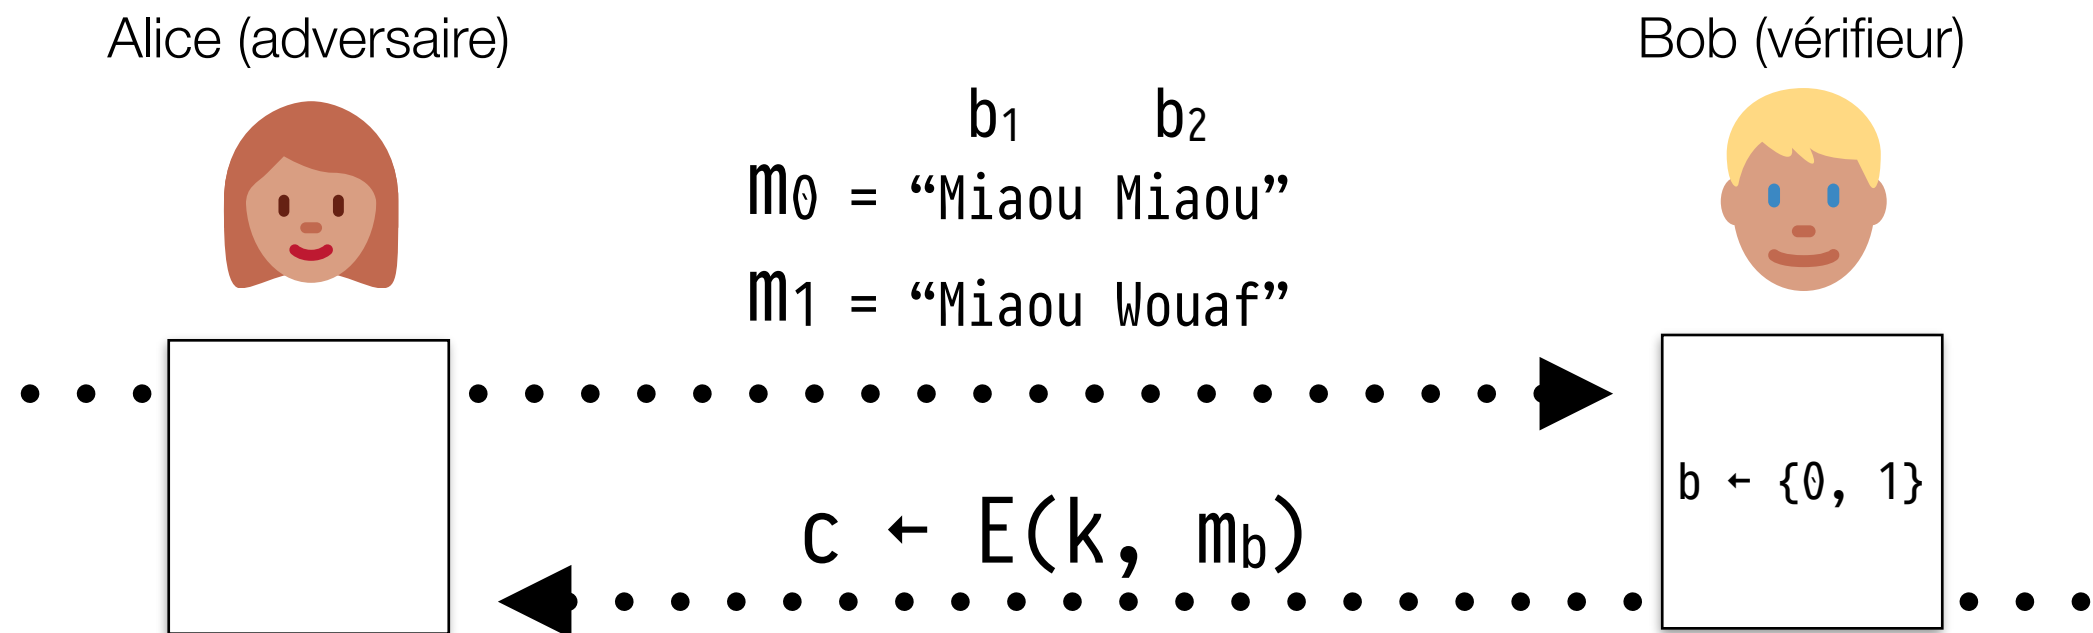 Alice (adversaire)
Bob (vérifieur)
b1 b2
m0 = “Miaou Miaou”
m1 = “Miaou Wouaf”
b ← {0, 1}
c ← E(k, mb)